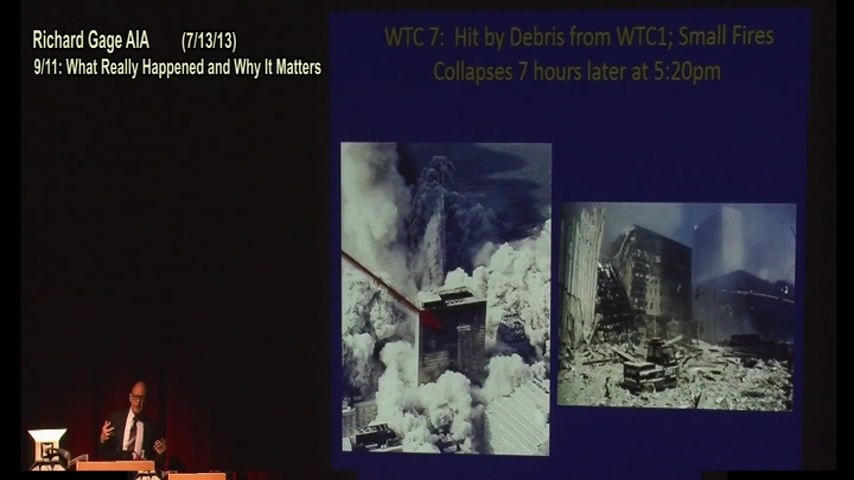 Richard Gage AIA (7/13/13)
9/11: What Really Happened and Why It Matters
WTC 7: Hit by Debris from WTC1; Small Fires
Collapses 7 hours later at 5:20pm